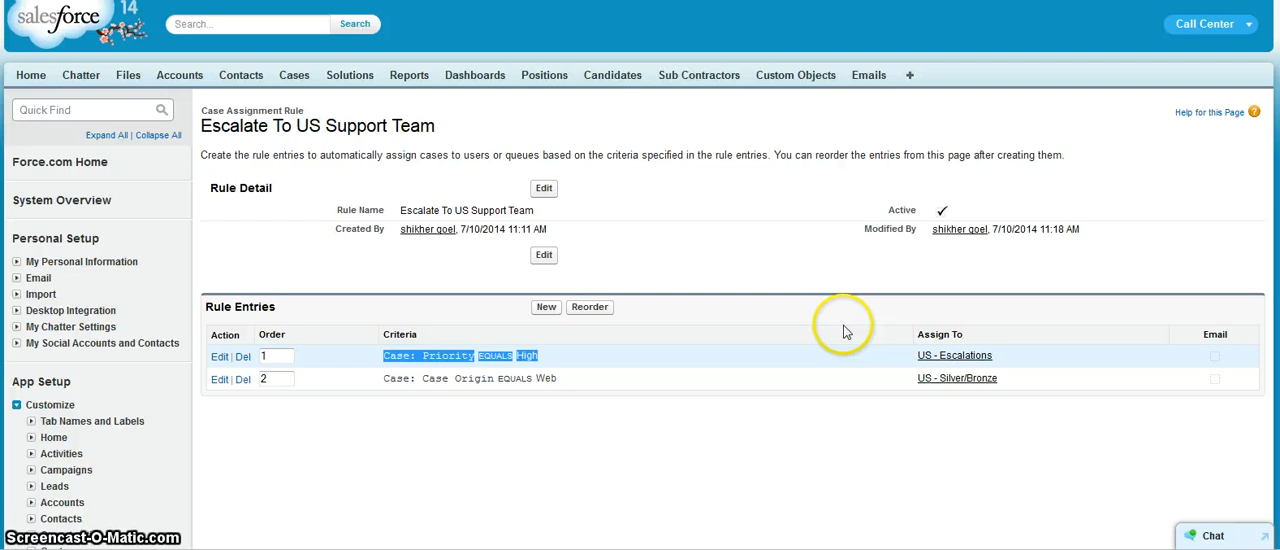 salesforce
14
Search...
Search
Call Center
Home Chatter Files Accounts Contacts Cases Solutions Reports Dashboards Positions Candidates Sub Contractors Custom Objects Emails +
Quick Find
Expand All | Collapse All
Force.com Home
System Overview
Personal Setup
My Personal Information
Email
Import
Desktop Integration
My Chatter Settings
My Social Accounts and Contacts
App Setup
Customize
Tab Names and Labels
Home
Activities
Campaigns
Leads
Accounts
Contacts
Screencast-O-Matic.com
Case Assignment Rule
Escalate To US Support Team
Help for this Page ?
Create the rule entries to automatically assign cases to users or queues based on the criteria specified in the rule entries. You can reorder the entries from this page after creating them.
Rule Detail
Edit
Rule Name Escalate To US Support Team Active
Created By shikher goel, 7/10/2014 11:11 AM Modified By shikher goel, 7/10/2014 11:18 AM
Edit
Rule Entries New Reorder
Action Order Criteria Assign To Email
Edit | Del 1 Case: Priority EQUALS High US - Escalations
Edit | Del 2 Case: Case Origin EQUALS Web US - Silver/Bronze
Chat